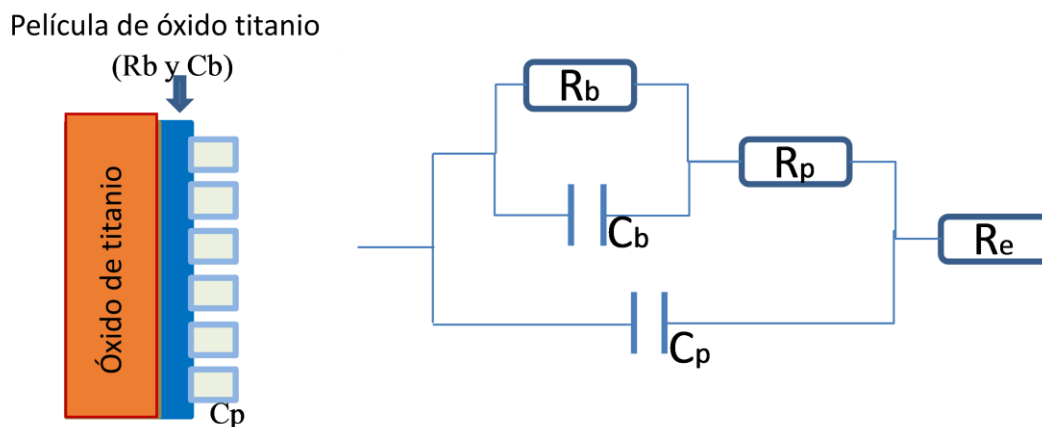 Película de óxido titanio
(Rb y Cb)
Óxido de titanio
Cp
Rb
Cb
Rp
Re
Cp